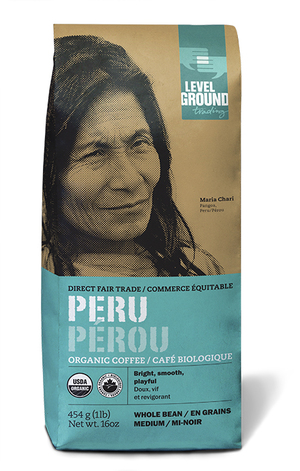 LEVEL
GROUND
trading
Maria Chari
Pangoa,
Peru/Pérou
DIRECT FAIR TRADE / COMMERCE ÉQUITABLE
PERU
PÉROU
ORGANIC COFFEE / CAFÉ BIOLOGIQUE
Bright, smooth,
playful
Doux, vif
et revigorant
USDA
ORGANIC
454 g (1lb)
Net wt. 16oz
WHOLE BEAN / EN GRAINS
MEDIUM / MI-NOIR